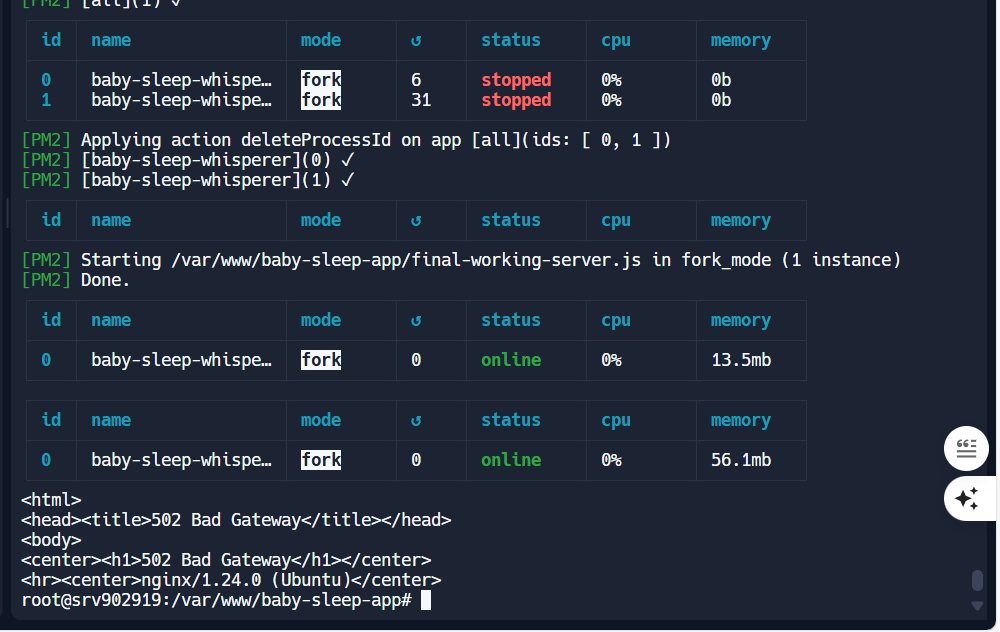 [PM2] [all](1) ✓
id name mode ↺ status cpu memory
0 baby-sleep-whispe… fork 6 stopped 0% 0b
1 baby-sleep-whispe… fork 31 stopped 0% 0b
[PM2] Applying action deleteProcessId on app [all](ids: [ 0, 1 ])
[PM2] [baby-sleep-whisperer](0) ✓
[PM2] [baby-sleep-whisperer](1) ✓
id name mode ↺ status cpu memory
[PM2] Starting /var/www/baby-sleep-app/final-working-server.js in fork_mode (1 instance)
[PM2] Done.
id name mode ↺ status cpu memory
0 baby-sleep-whispe… fork 0 online 0% 13.5mb
id name mode ↺ status cpu memory
0 baby-sleep-whispe… fork 0 online 0% 56.1mb
<html>
<head><title>502 Bad Gateway</title></head>
<body>
<center><h1>502 Bad Gateway</h1></center>
<hr><center>nginx/1.24.0 (Ubuntu)</center>
root@srv902919:/var/www/baby-sleep-app#